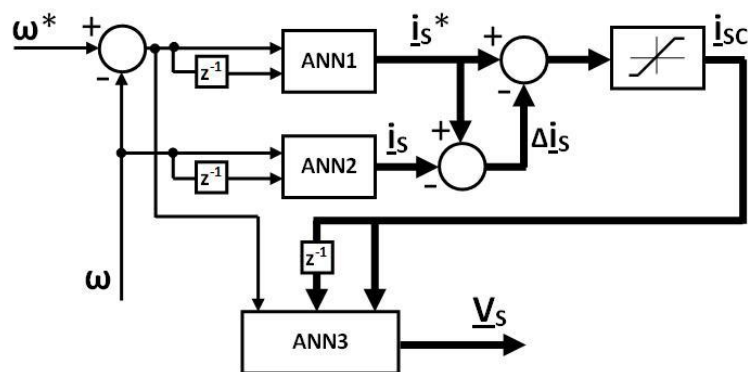 ω*
+
-
z⁻¹
ANN1
i̲S*
+
-
i̲SC
z⁻¹
ANN2
i̲S
+
-
Δi̲S
ω
z⁻¹
ANN3
V̲S